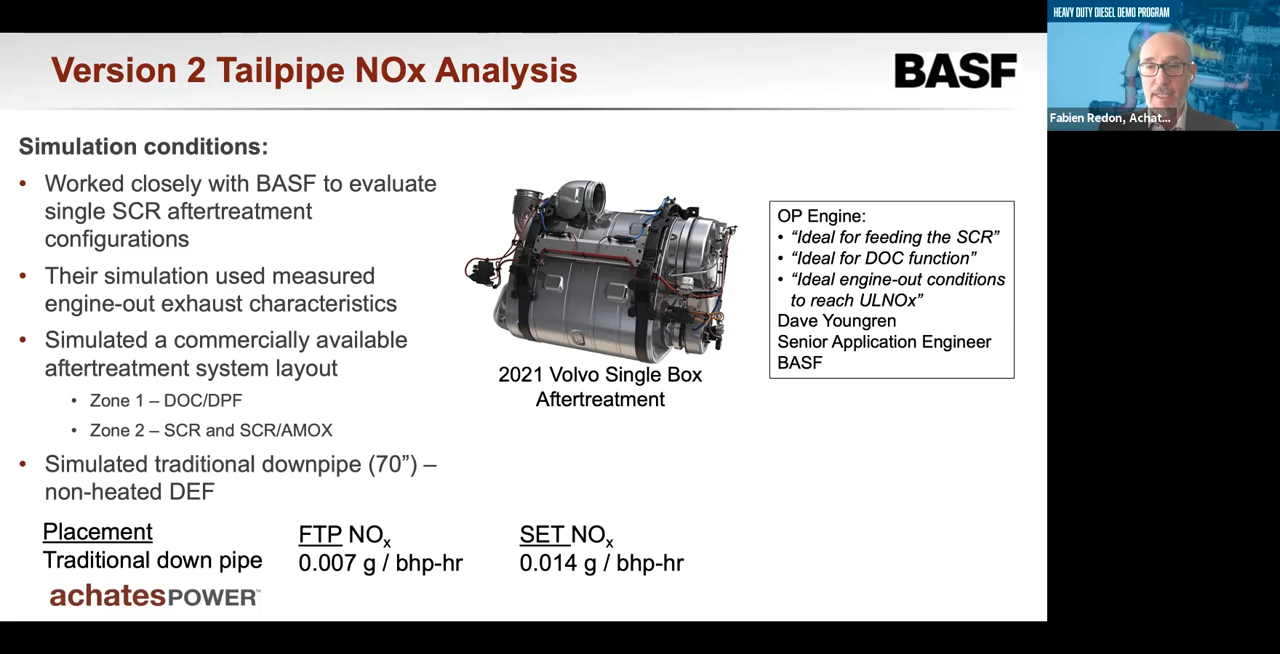 Version 2 Tailpipe NOx Analysis
BASF
HEAVY DUTY DIESEL DEMO PROGRAM
Fabien Redon, Achat...
Simulation conditions:
• Worked closely with BASF to evaluate
single SCR aftertreatment
configurations
• Their simulation used measured
engine-out exhaust characteristics
• Simulated a commercially available
aftertreatment system layout
• Zone 1 – DOC/DPF
• Zone 2 – SCR and SCR/AMOX
• Simulated traditional downpipe (70”) –
non-heated DEF
2021 Volvo Single Box
Aftertreatment
OP Engine:
• “Ideal for feeding the SCR”
• “Ideal for DOC function”
• “Ideal engine-out conditions
to reach ULNOx”
Dave Youngren
Senior Application Engineer
BASF
Placement FTP NOx SET NOx
Traditional down pipe 0.007 g / bhp-hr 0.014 g / bhp-hr
achatesPOWER™